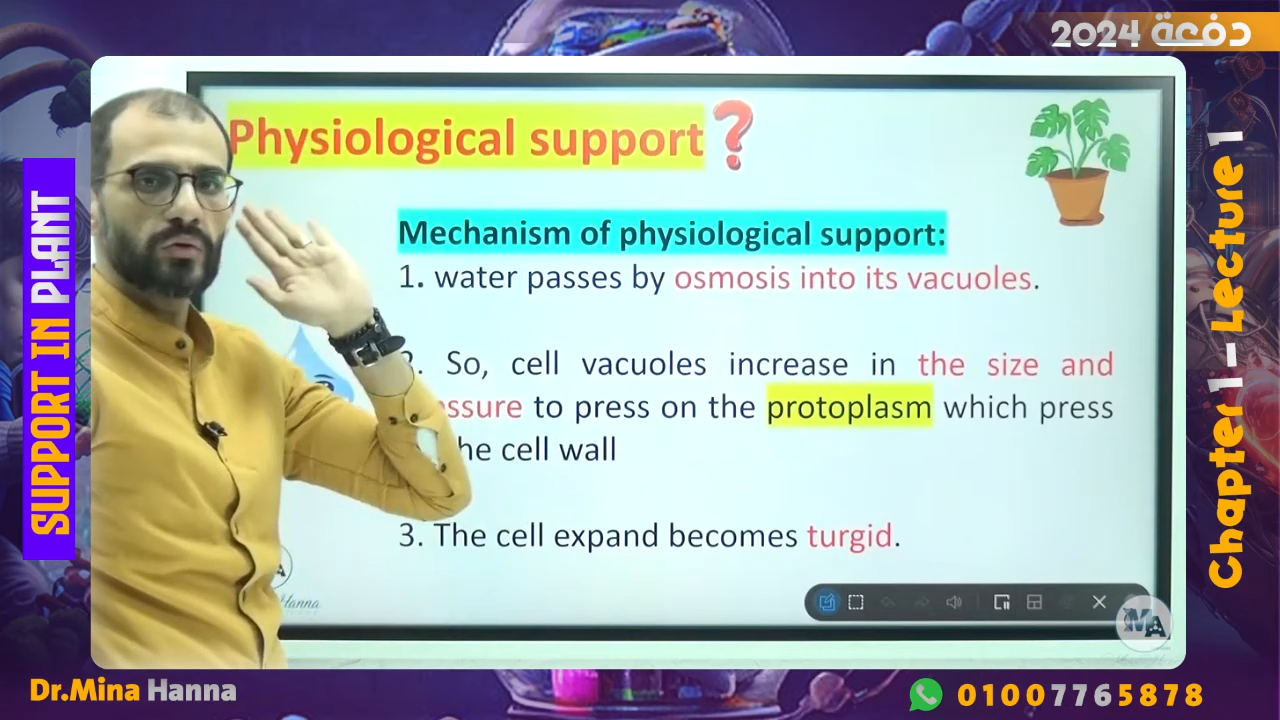 دفعة 2024
Physiological support?
Mechanism of physiological support:
1. water passes by osmosis into its vacuoles.
. So, cell vacuoles increase in the size and
to press on the protoplasm which press
cell wall
3. The cell expand becomes turgid.
Hanna
MA
SUPPORT IN PLANT
Chapter 1 - Lecture 1
Dr.Mina Hanna
01007765878